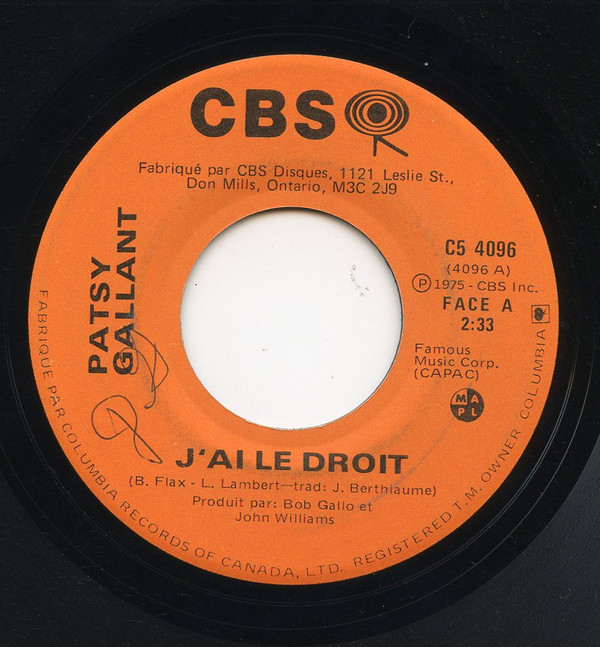 CBS
Fabriqué par CBS Disques, 1121 Leslie St.,
Don Mills, Ontario, M3C 2J9
PATSY
GALLANT
C5 4096
(4096 A)
Ⓟ 1975 - CBS Inc.
FACE A
2:33
Famous
Music Corp.
(CAPAC)
M A
P L
J'AI LE DROIT
(B. Flax - L. Lambert—trad: J. Berthlaume)
Produit par: Bob Gallo et
John Williams
FABRIQUÉ PAR COLUMBIA RECORDS OF CANADA, LTD. REGISTERED T.M. OWNER COLUMBIA